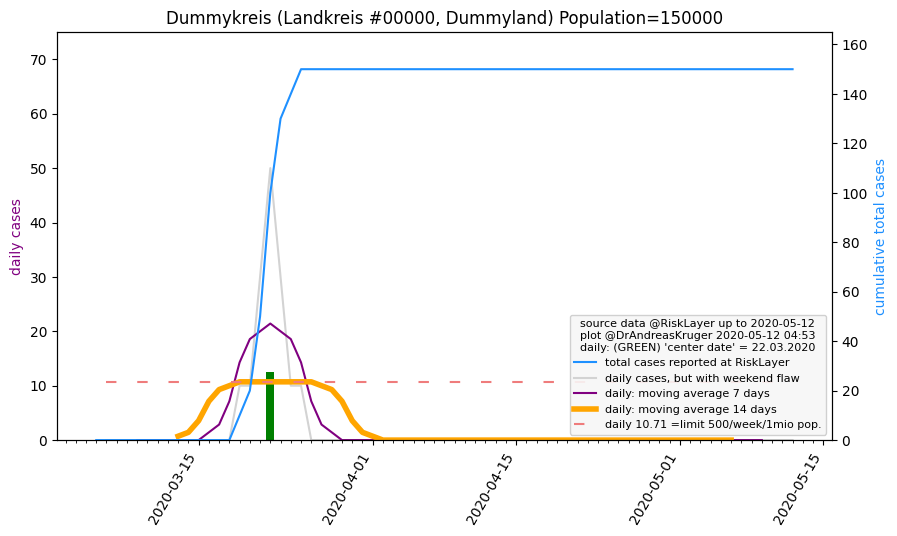 Dummykreis (Landkreis #00000, Dummyland) Population=150000
70
60
50
40
30
20
10
0
daily cases
160
140
120
100
80
60
40
20
0
cumulative total cases
source data @RiskLayer up to 2020-05-12
plot @DrAndreasKruger 2020-05-12 04:53
daily: (GREEN) 'center date' = 22.03.2020
total cases reported at RiskLayer
daily cases, but with weekend flaw
daily: moving average 7 days
daily: moving average 14 days
daily 10.71 =limit 500/week/1mio pop.
2020-03-15
2020-04-01
2020-04-15
2020-05-01
2020-05-15